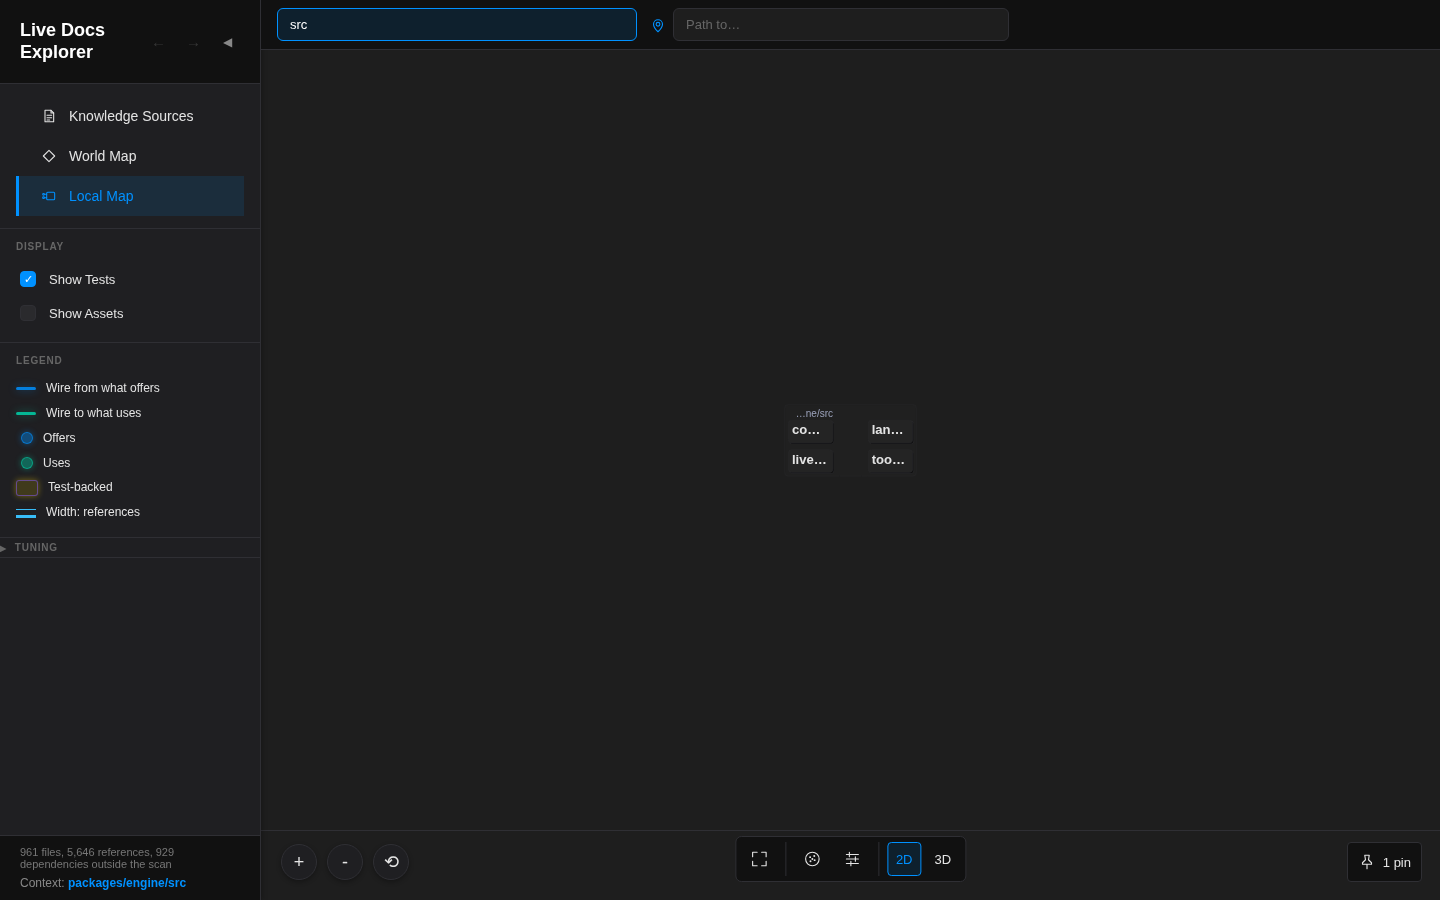 Live Docs
Explorer
src
Path to…
Knowledge Sources
World Map
Local Map
DISPLAY
Show Tests
Show Assets
LEGEND
Wire from what offers
Wire to what uses
Offers
Uses
Test-backed
Width: references
TUNING
…ne/src
co…
lan…
live…
too…
961 files, 5,646 references, 929
dependencies outside the scan
Context: packages/engine/src
+
-
2D
3D
1 pin